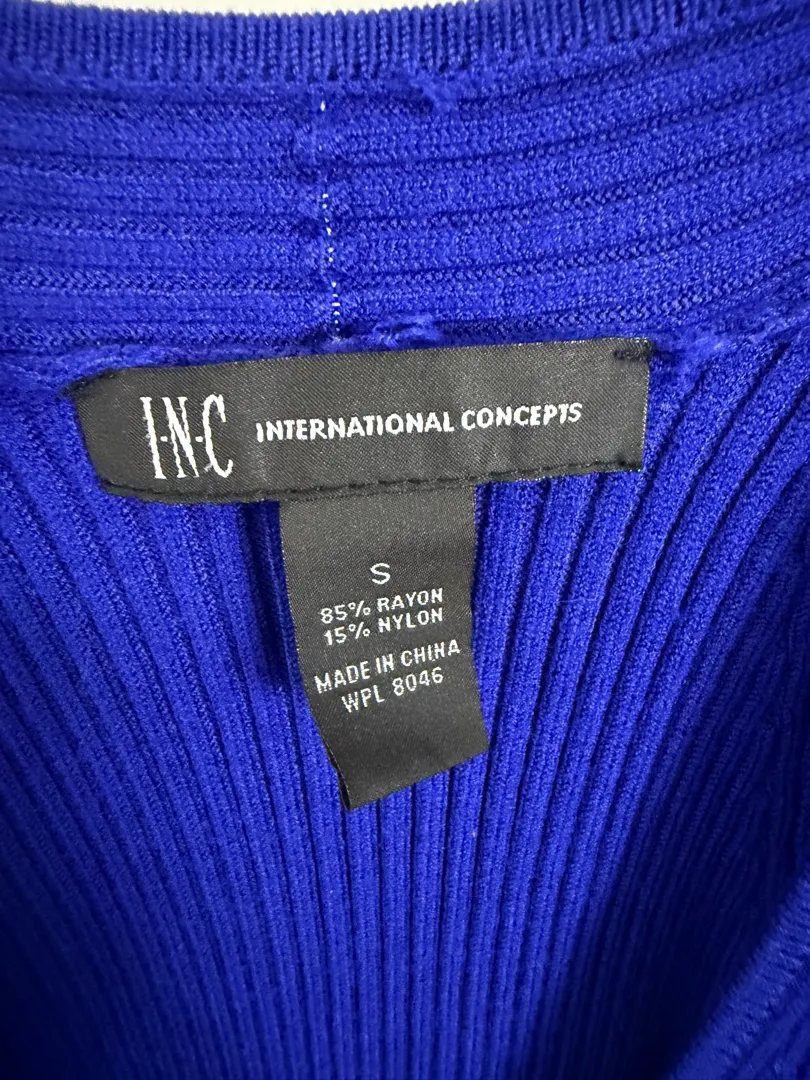 I·N·C INTERNATIONAL CONCEPTS
S
85% RAYON
15% NYLON
MADE IN CHINA
WPL 8046